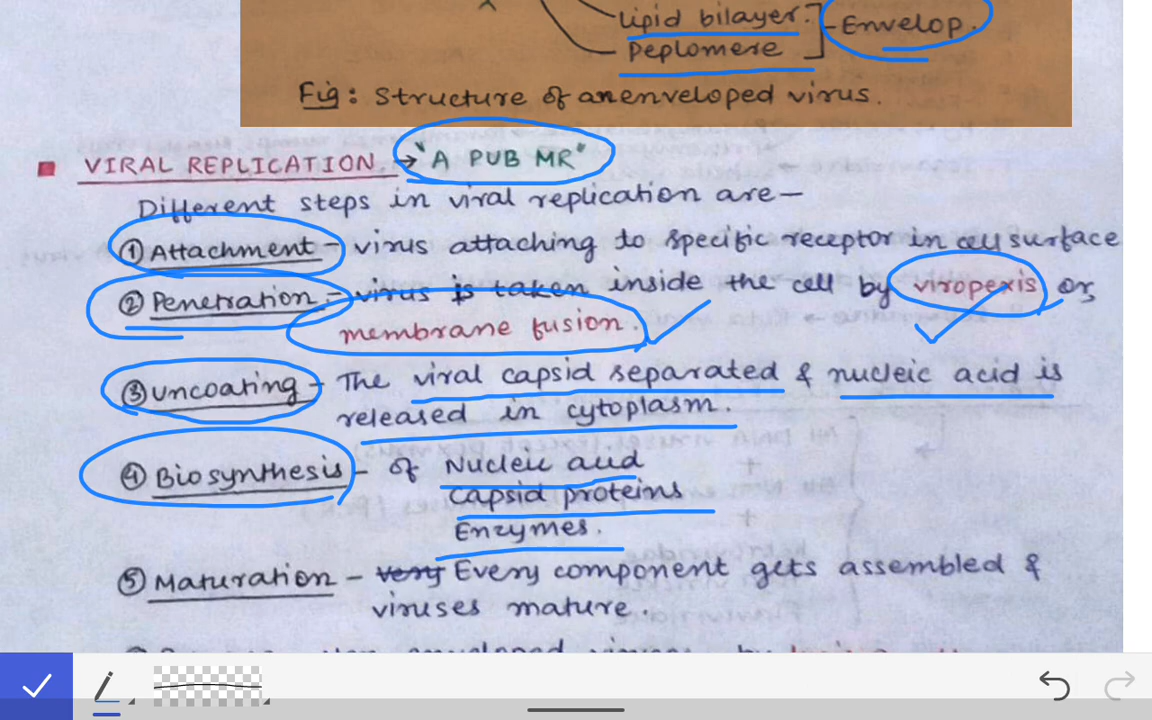 Lipid bilayer.
Peplomere
Envelop.
Fig: Structure of an enveloped virus.
VIRAL REPLICATION. → "A PUB MR"
Different steps in viral replication are—
① Attachment - virus attaching to specific receptor in cell surface
② Penetration - virus is taken inside the cell by viropexis or,
membrane fusion.
③ Uncoating - The viral capsid separated & nucleic acid is
released in cytoplasm.
④ Biosynthesis - of Nucleic acid
Capsid proteins
Enzymes.
⑤ Maturation - very Every component gets assembled &
viruses mature.